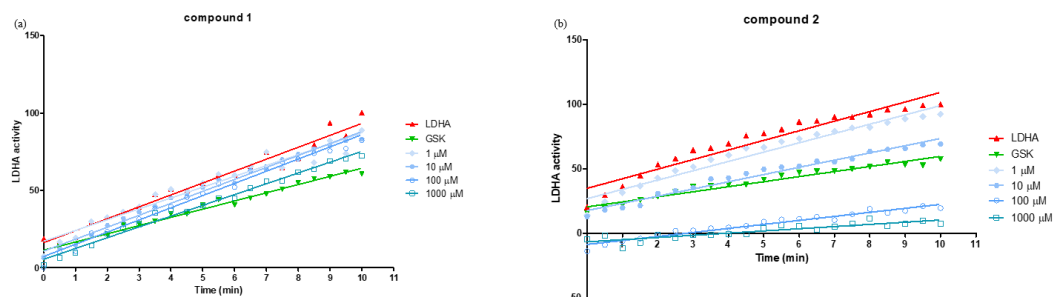 (a)
compound 1
LDHA activity
150
100
50
0
0 1 2 3 4 5 6 7 8 9 10 11
Time (min)
LDHA
GSK
1 µM
10 µM
100 µM
1000 µM
(b)
compound 2
LDHA activity
150
100
50
0
50
1 2 3 4 5 6 7 8 9 10 11
Time (min)
LDHA
GSK
1 µM
10 µM
100 µM
1000 µM